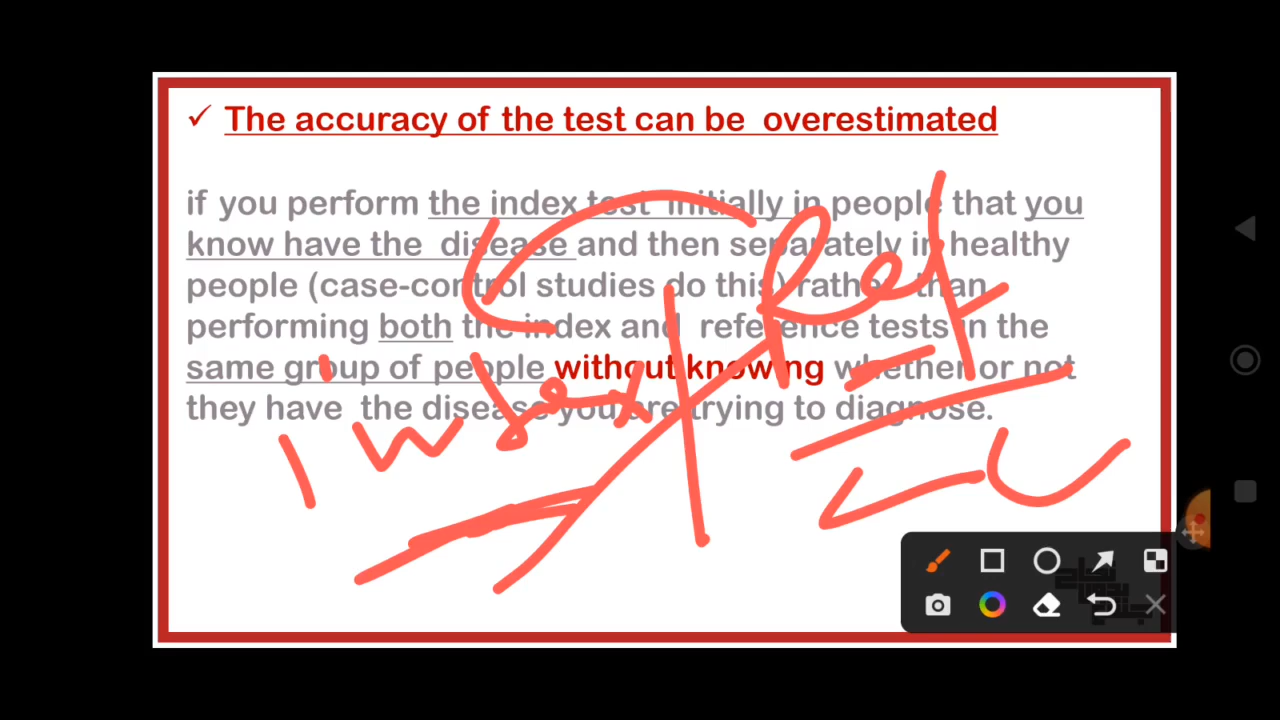 ✓ The accuracy of the test can be overestimated
if you perform the index test initially in people that you
know have the disease and then separately in healthy
people (case-control studies do this) rather than
performing both the index and reference tests in the
same group of people without knowing whether or not
they have the disease you are trying to diagnose.
Ref
index